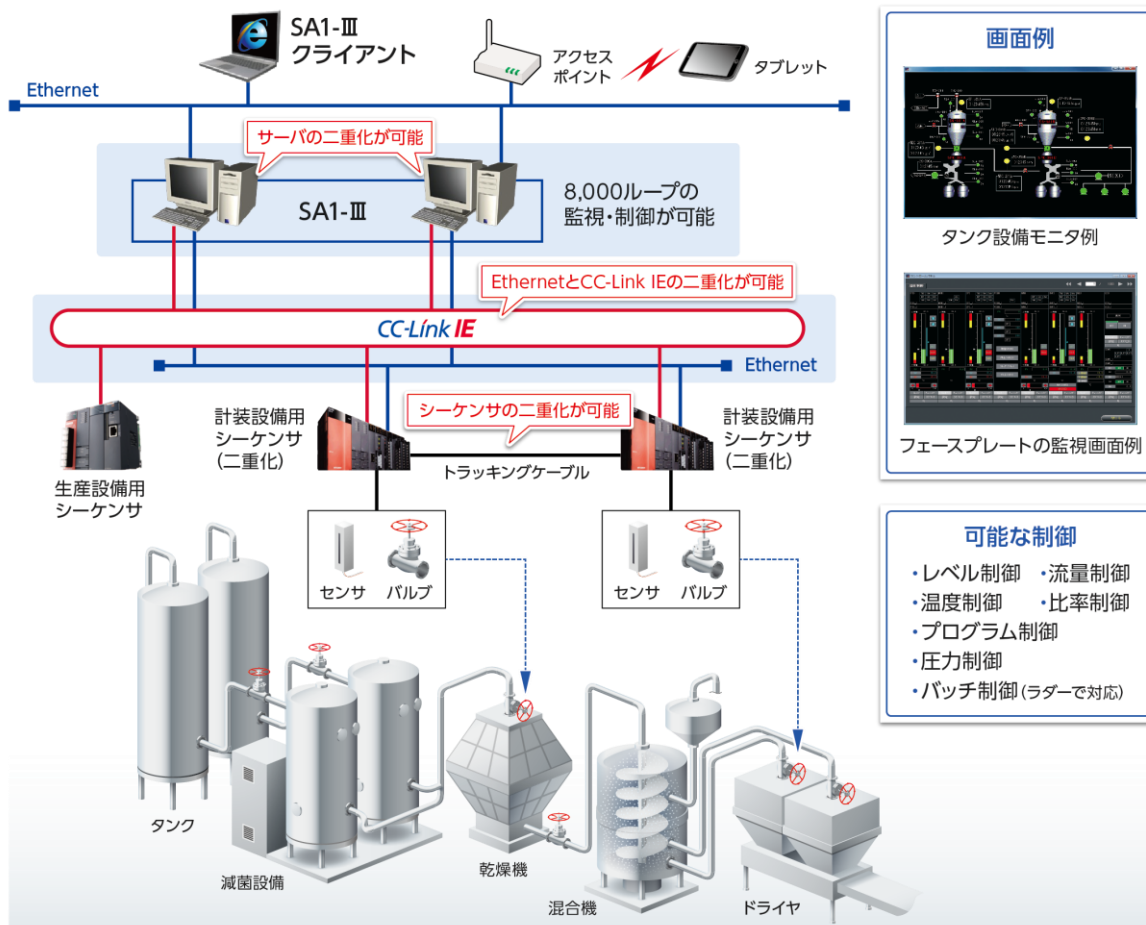 SA1-Ⅲ
クライアント
アクセス
ポイント
タブレット
Ethernet
サーバの二重化が可能
SA1-Ⅲ
8,000ループの
監視・制御が可能
EthernetとCC-Link IEの二重化が可能
CC-Link IE
Ethernet
計装設備用
シーケンサ
(二重化)
シーケンサの二重化が可能
トラッキングケーブル
計装設備用
シーケンサ
(二重化)
生産設備用
シーケンサ
センサ
バルブ
センサ
バルブ
タンク
滅菌設備
乾燥機
混合機
ドライヤ
画面例
タンク設備モニタ例
フェースプレートの監視画面例
可能な制御
・レベル制御 ・流量制御
・温度制御 ・比率制御
・プログラム制御
・圧力制御
・バッチ制御(ラダーで対応)